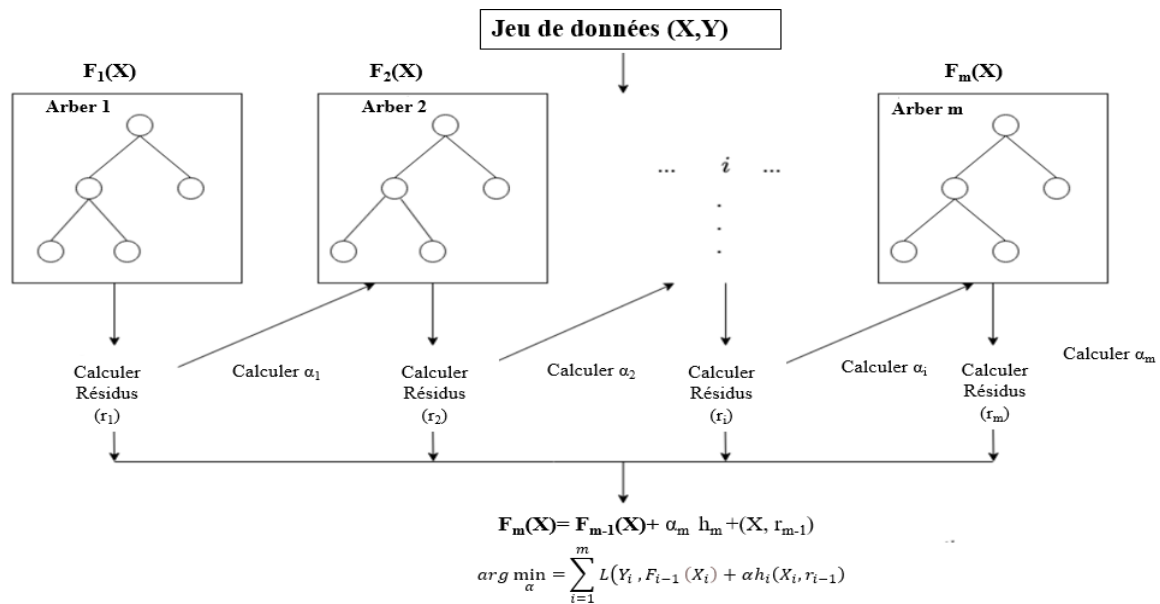 Jeu de données (X,Y)
F₁(X)
F₂(X)
Fₘ(X)
Arber 1
Arber 2
Arber m
... i ...
.
.
.
Calculer
Résidus
(r₁)
Calculer α₁
Calculer
Résidus
(r₂)
Calculer α₂
Calculer
Résidus
(rᵢ)
Calculer αᵢ
Calculer
Résidus
(rₘ)
Calculer αₘ
Fₘ(X)= Fₘ₋₁(X)+ αₘ hₘ +(X, rₘ₋₁)
arg min_α = ∑_{i=1}^{m} L(Yᵢ , Fᵢ₋₁ (Xᵢ) + αhᵢ(Xᵢ, rᵢ₋₁)